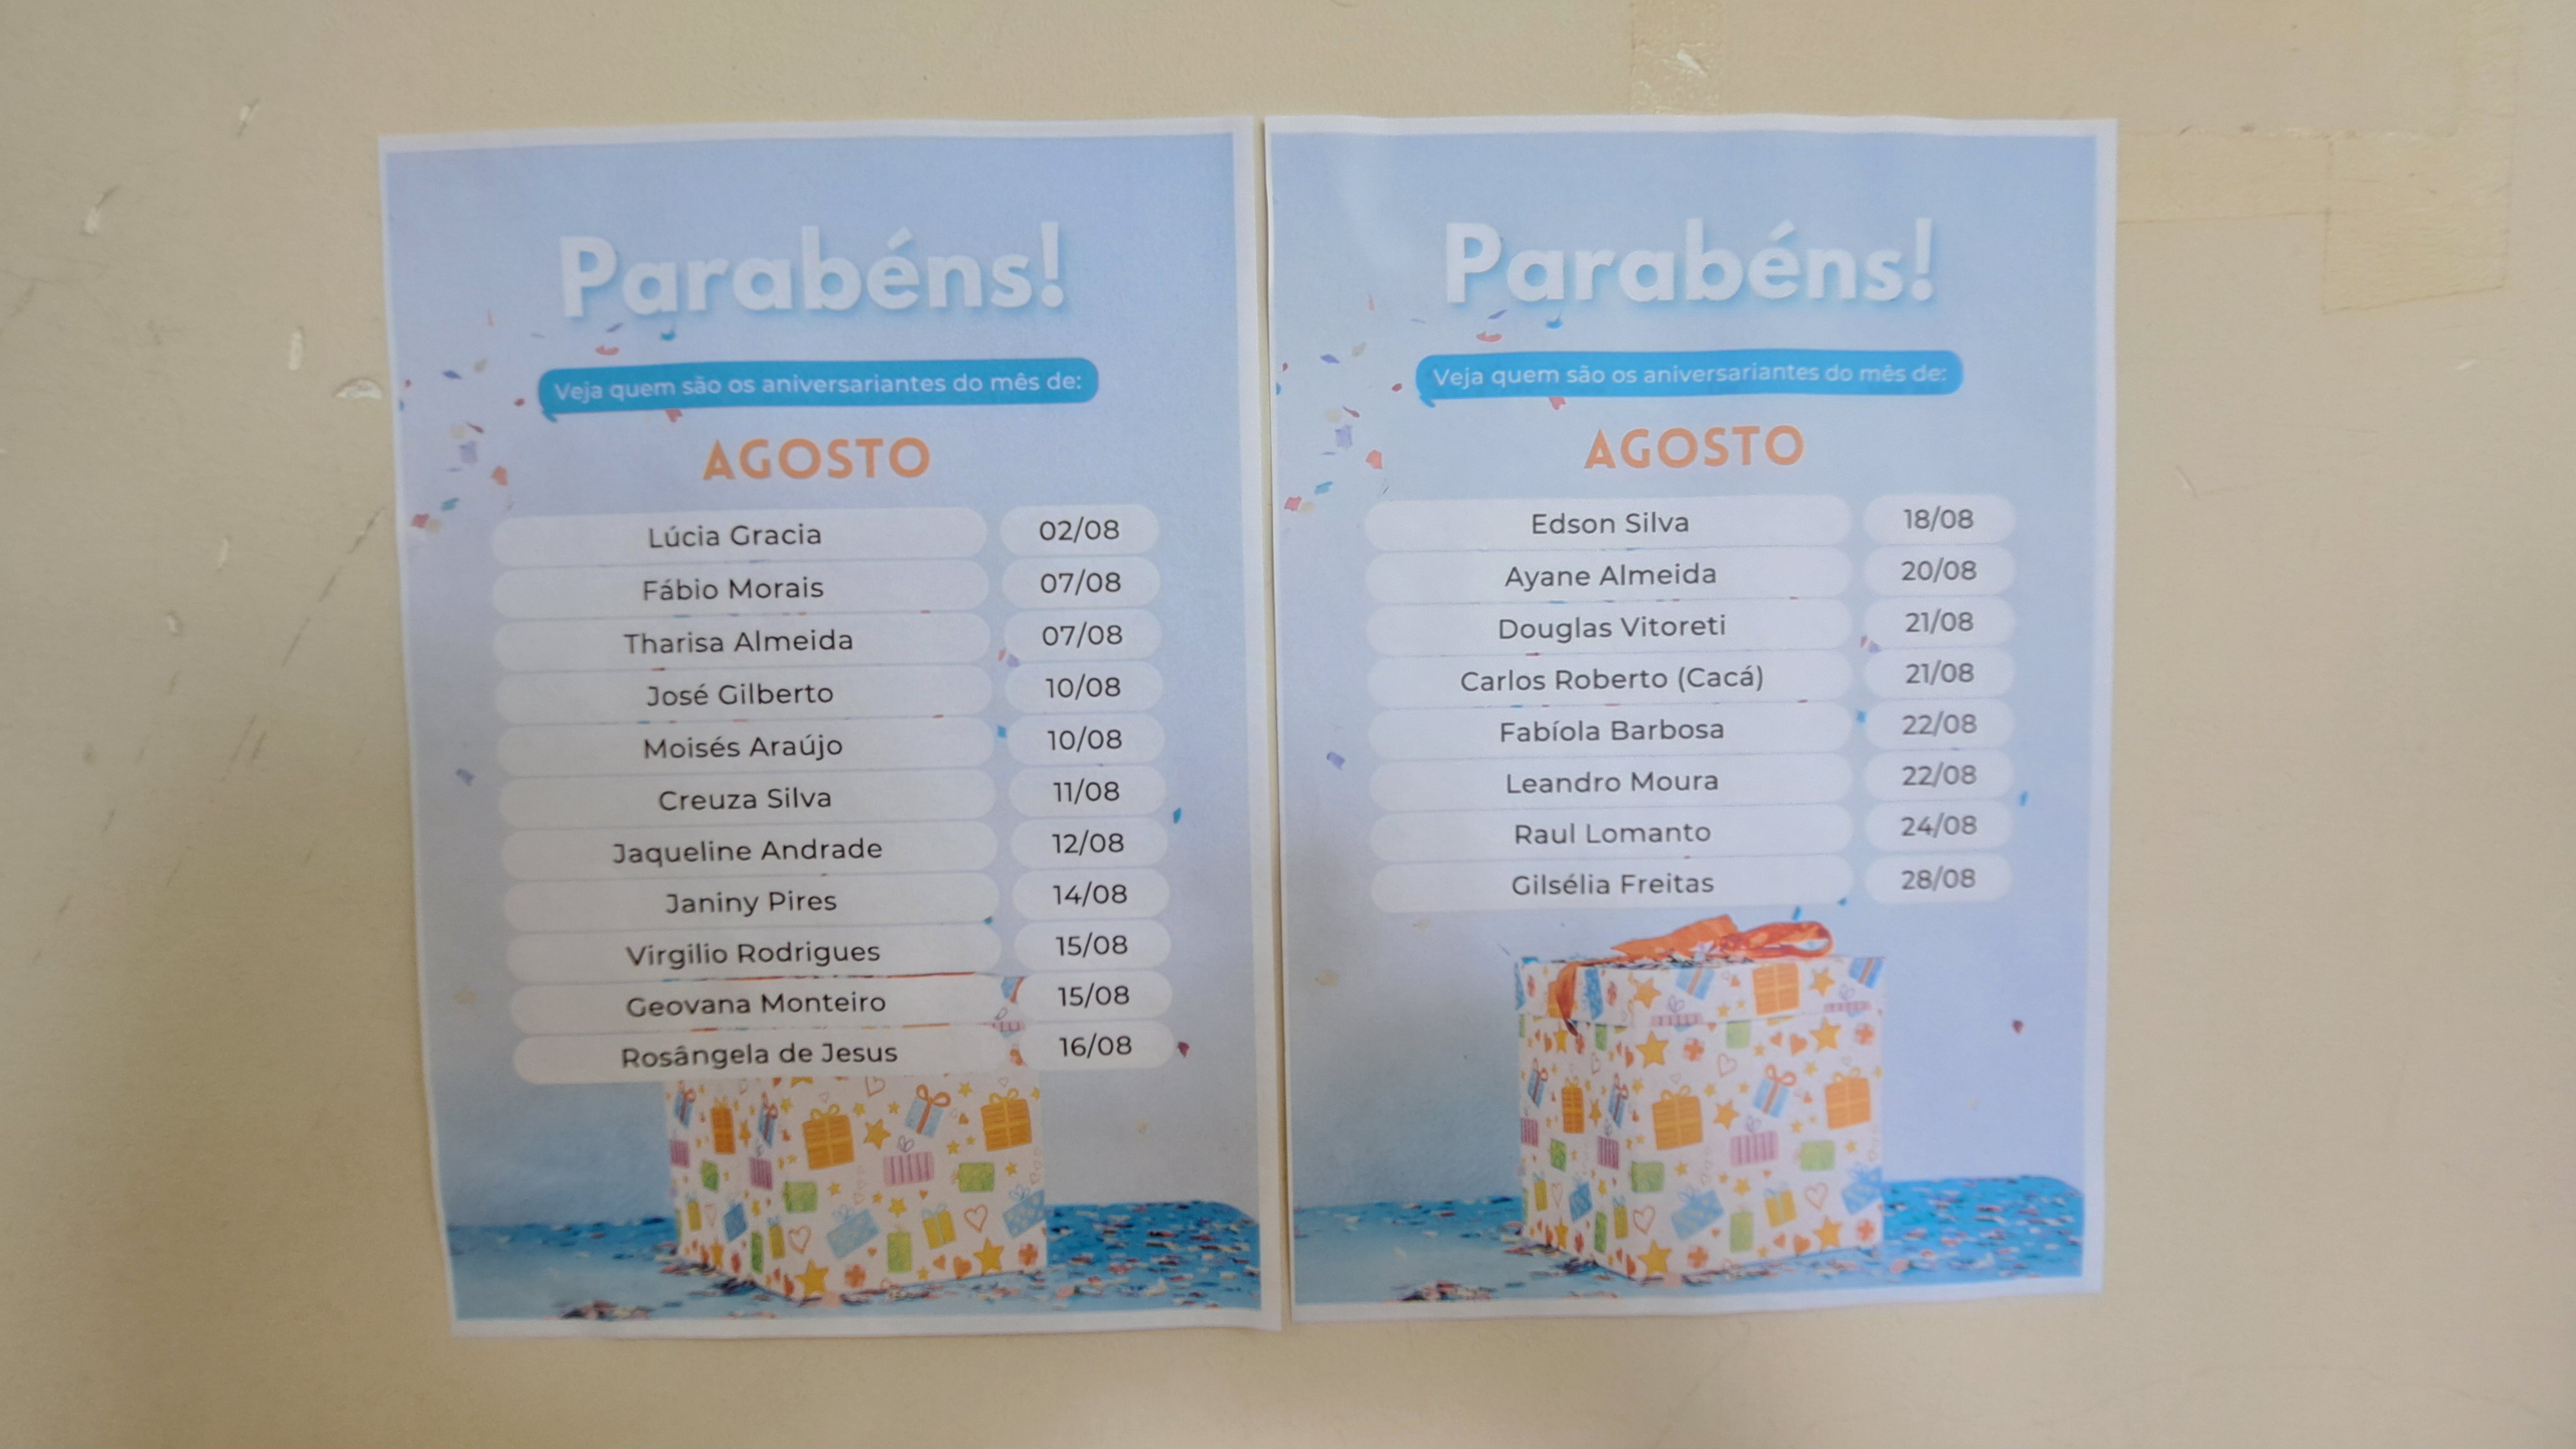 Parabéns!
Veja quem são os aniversariantes do mês de:
AGOSTO
Lúcia Gracia 02/08
Fábio Morais 07/08
Tharisa Almeida 07/08
José Gilberto 10/08
Moisés Araújo 10/08
Creuza Silva 11/08
Jaqueline Andrade 12/08
Janiny Pires 14/08
Virgilio Rodrigues 15/08
Geovana Monteiro 15/08
Rosângela de Jesus 16/08
Parabéns!
Veja quem são os aniversariantes do mês de:
AGOSTO
Edson Silva 18/08
Ayane Almeida 20/08
Douglas Vitoreti 21/08
Carlos Roberto (Cacá) 21/08
Fabíola Barbosa 22/08
Leandro Moura 22/08
Raul Lomanto 24/08
Gilsélia Freitas 28/08